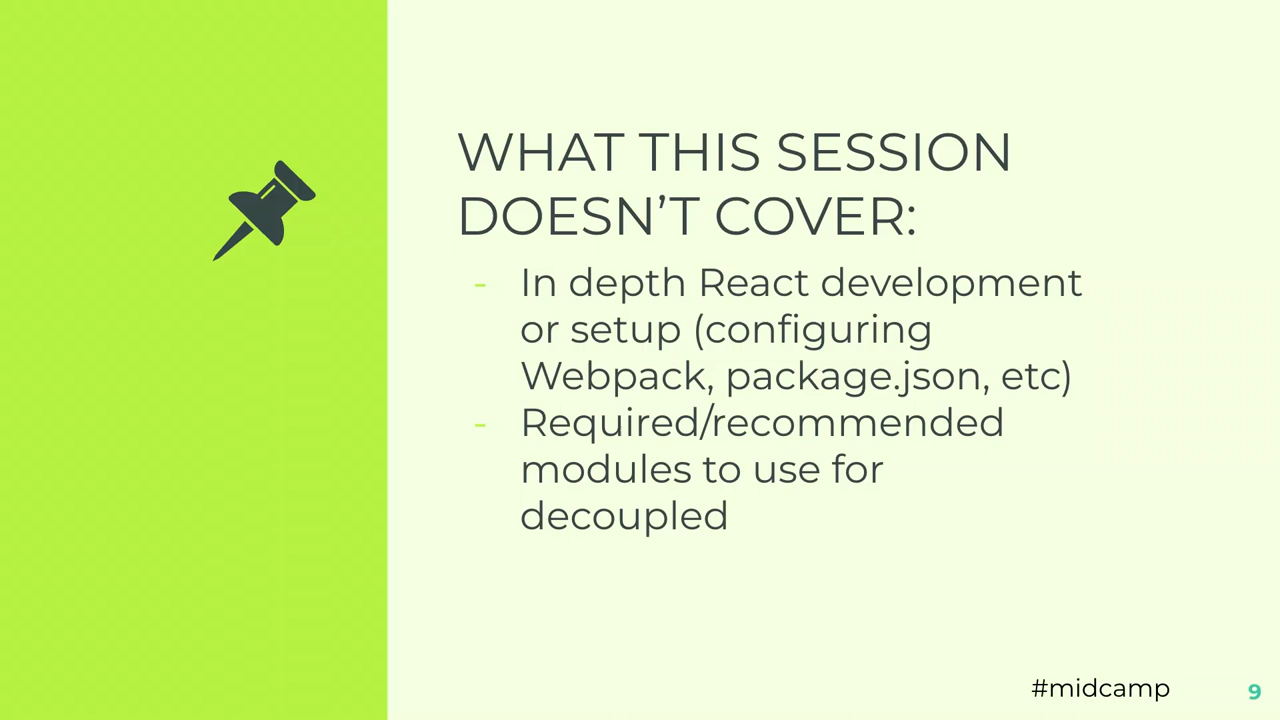 WHAT THIS SESSION
DOESN’T COVER:
- In depth React development
or setup (configuring
Webpack, package.json, etc)
- Required/recommended
modules to use for
decoupled
#midcamp
9